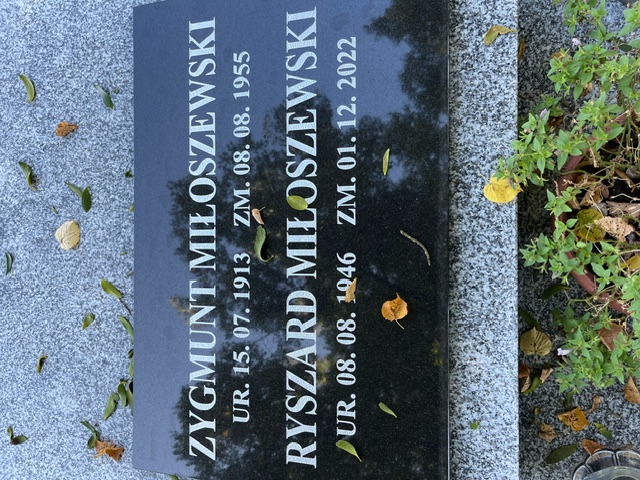 ZYGMUNT MIŁOSZEWSKI
UR. 15. 07. 1913 ZM. 08. 08. 1955
RYSZARD MIŁOSZEWSKI
UR. 08. 08. 1946 ZM. 01. 12. 2022